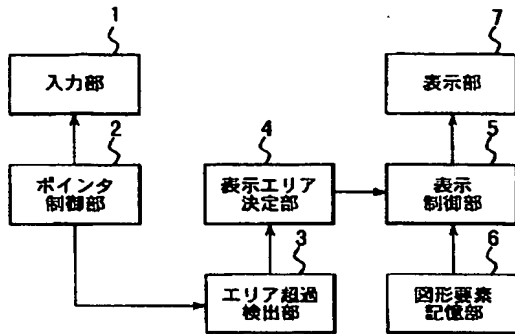 1
入力部
2
ポインタ
制御部
3
エリア超過
検出部
4
表示エリア
決定部
5
表示
制御部
6
図形要素
記憶部
7
表示部